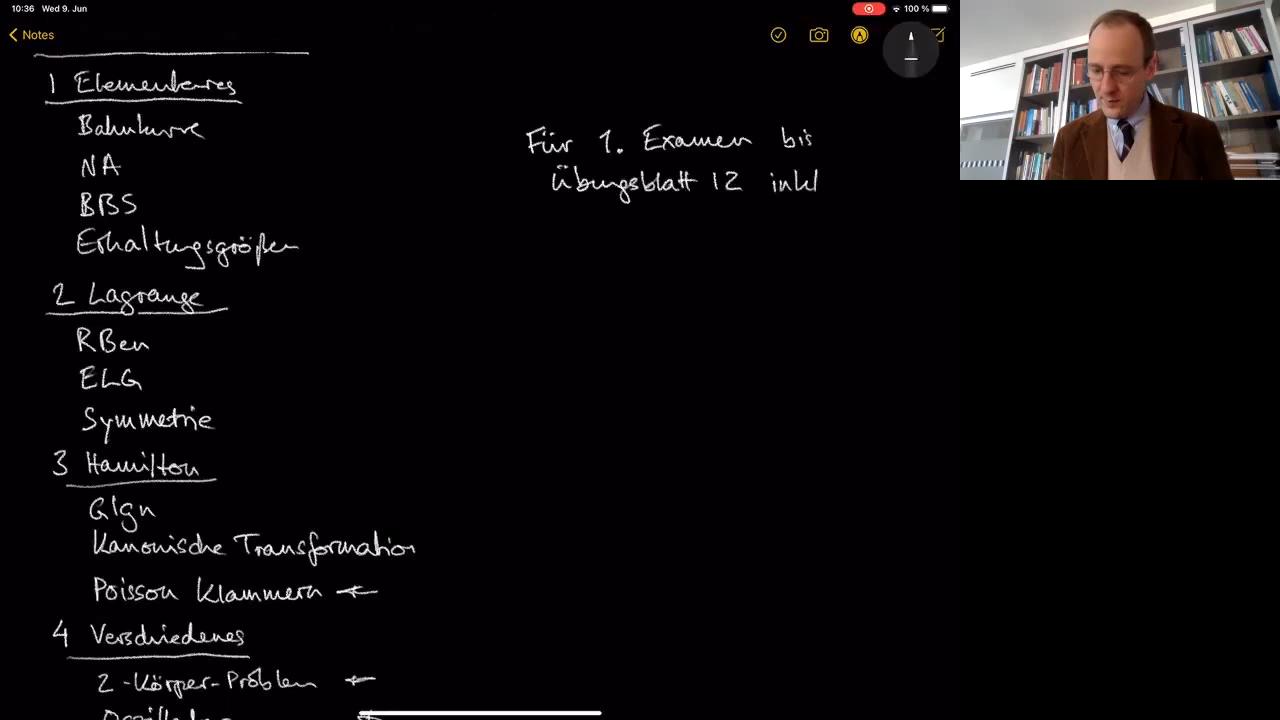 10:36 Wed 9. Jun
100 %
Notes
1 Elementares
Bahnkurve
NA
BBS
Erhaltungsgrößen
2 Lagrange
RBen
ELG
Symmetrie
3 Hamilton
Glgn
Kanonische Transformation
Poisson Klammern ←
4 Verschiedenes
2-Körper-Problem ←
Für 1. Examen bis
Übungsblatt 12 inkl